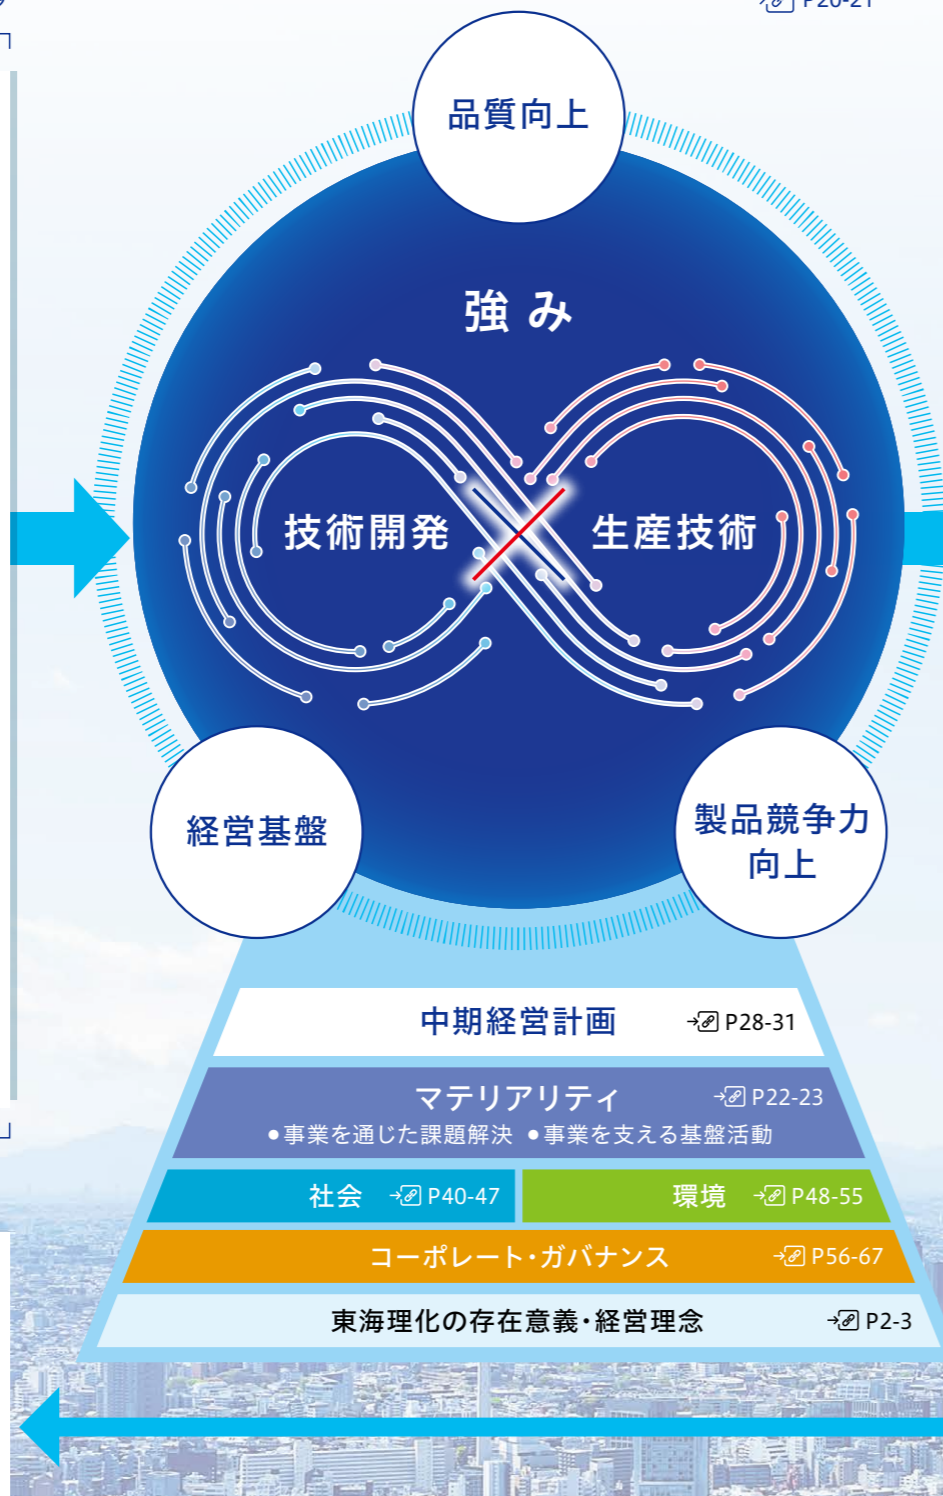 P20-21
品質向上
強み
技術開発
生産技術
経営基盤
製品競争力
向上
中期経営計画 P28-31
マテリアリティ P22-23
●事業を通じた課題解決 ●事業を支える基盤活動
社会 P40-47
環境 P48-55
コーポレート・ガバナンス P56-67
東海理化の存在意義・経営理念 P2-3